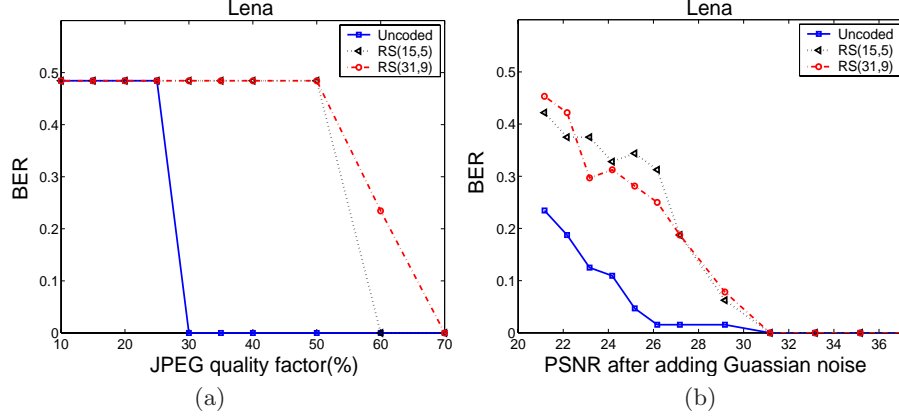 Lena
Uncoded
RS(15,5)
RS(31,9)
0.5
0.4
0.3
0.2
0.1
0
BER
10 20 30 40 50 60 70
JPEG quality factor(%)
(a)
Lena
Uncoded
RS(15,5)
RS(31,9)
0.5
0.4
0.3
0.2
0.1
0
BER
20 22 24 26 28 30 32 34 36
PSNR after adding Guassian noise
(b)